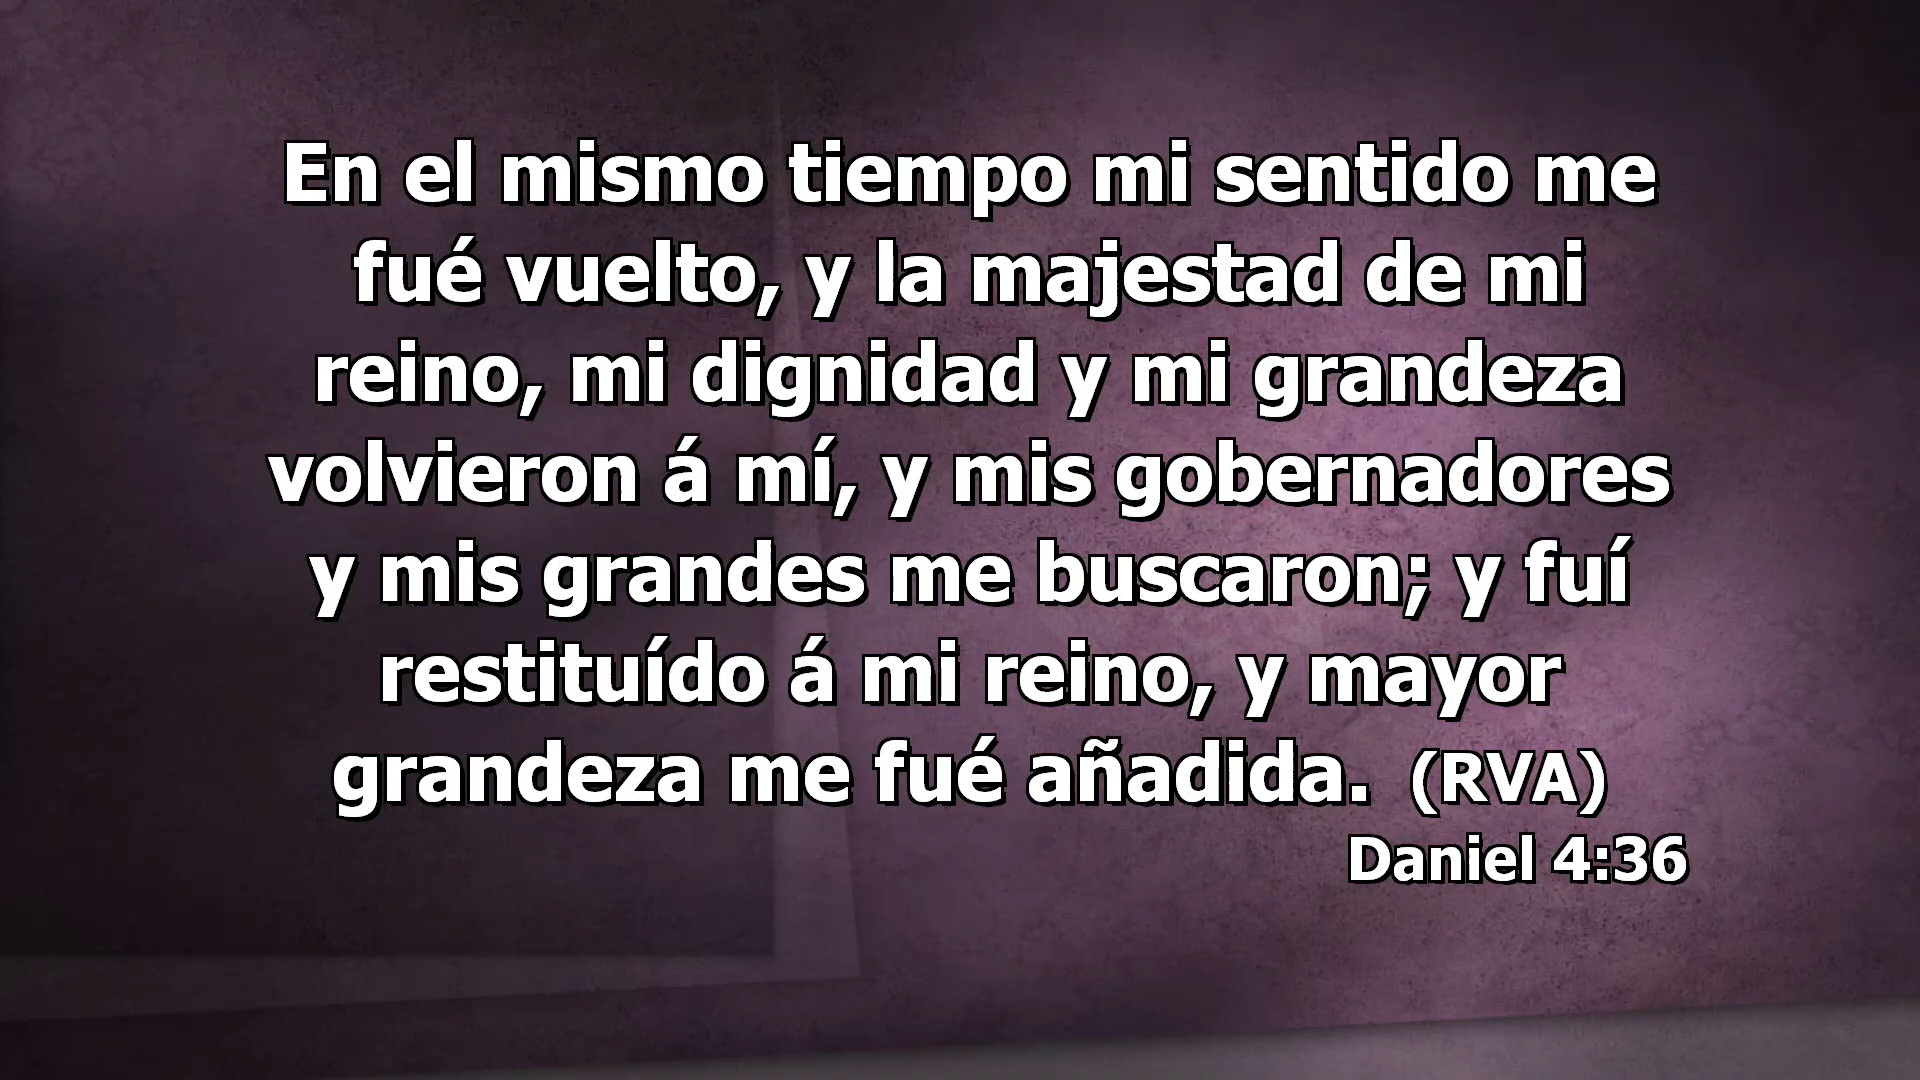 En el mismo tiempo mi sentido me
fué vuelto, y la majestad de mi
reino, mi dignidad y mi grandeza
volvieron á mí, y mis gobernadores
y mis grandes me buscaron; y fuí
restituído á mi reino, y mayor
grandeza me fué añadida. (RVA)
Daniel 4:36